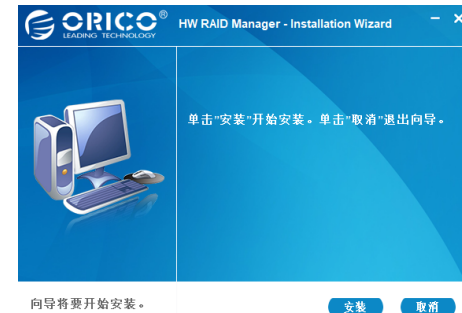 ORICO®
LEADING TECHNOLOGY
HW RAID Manager - Installation Wizard
单击"安装"开始安装。单击"取消"退出向导。
向导将要开始安装。
安装
取消